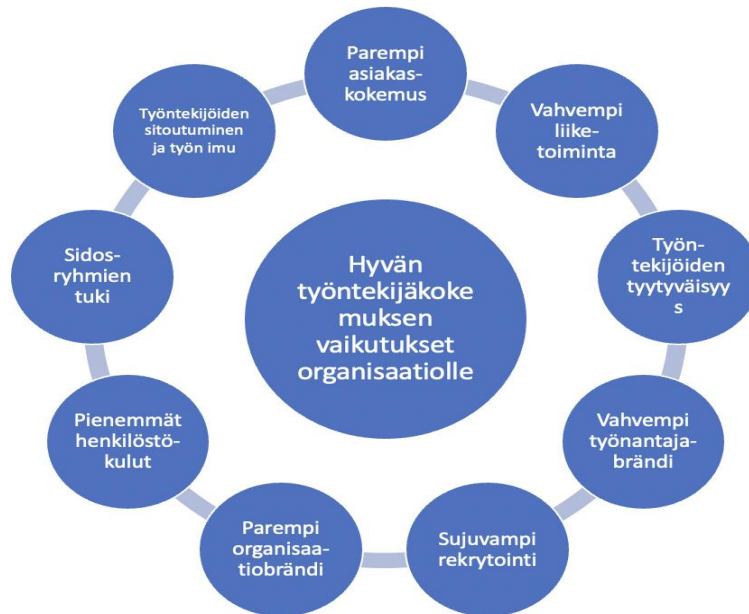 Parempi
asiakas-
kokemus
Vahvempi
liike-
toiminta
Työn-
tekijöiden
tyytyväisyy
s
Vahvempi
työnantaja-
brändi
Sujuvampi
rekrytointi
Parempi
organisaa-
tiobrändi
Pienemmät
henkilöstö-
kulut
Sidos-
ryhmien
tuki
Työntekijöiden
sitoutuminen
ja työn imu
Hyvän
työntekijäkoke
muksen
vaikutukset
organisaatiolle